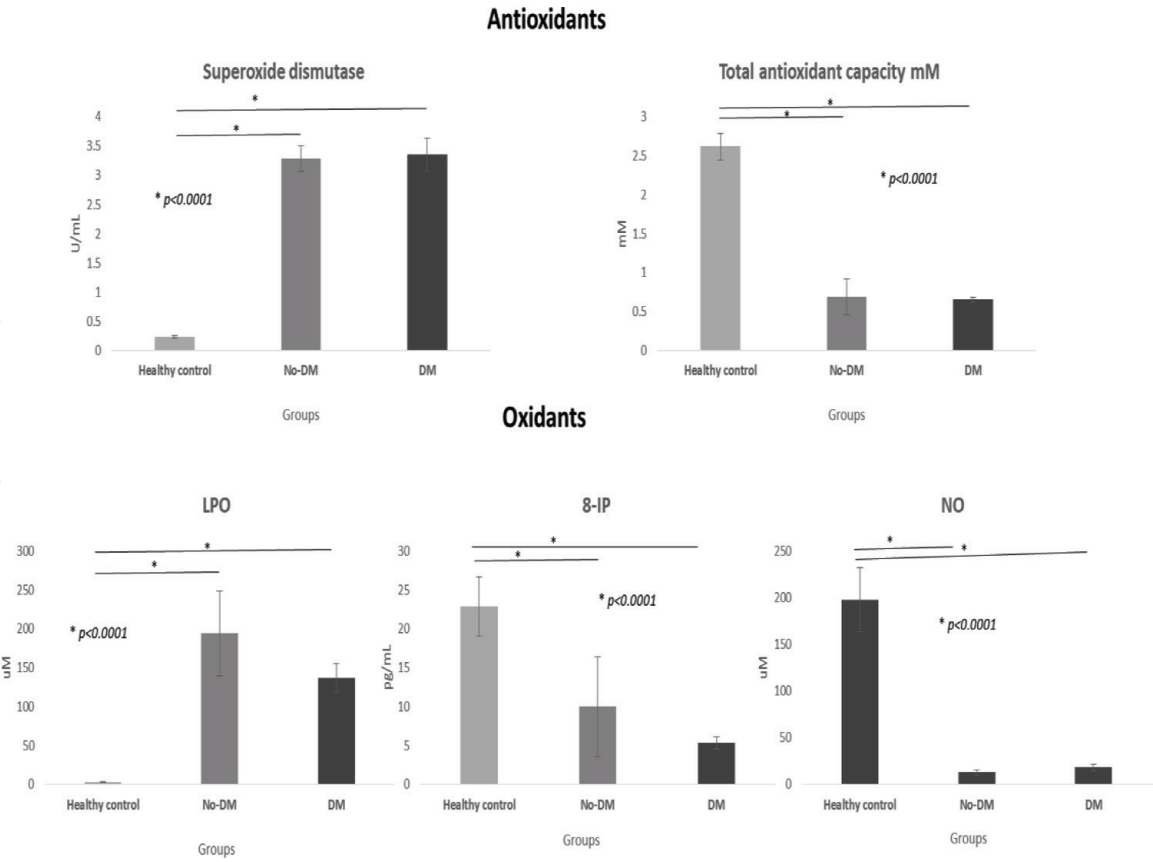 Antioxidants
Superoxide dismutase
*
*
4
3.5
3
2.5
2
1.5
1
0.5
0
U/mL
* p<0.0001
Healthy control No-DM DM
Groups
Total antioxidant capacity mM
*
*
3
2.5
2
1.5
1
0.5
0
mM
* p<0.0001
Healthy control No-DM DM
Groups
Oxidants
LPO
*
*
300
250
200
150
100
50
0
uM
* p<0.0001
Healthy control No-DM DM
Groups
8-IP
*
*
30
25
20
15
10
5
0
pg/mL
* p<0.0001
Healthy control No-DM DM
Groups
NO
*
*
250
200
150
100
50
0
uM
* p<0.0001
Healthy control No-DM DM
Groups